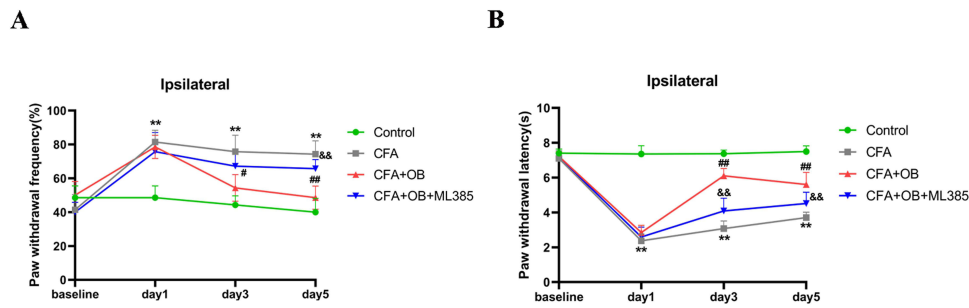 A
Ipsilateral
Paw withdrawal frequency(%)
100
80
60
40
20
0
baseline
day1
day3
day5
**
**
**
&&
#
##
Control
CFA
CFA+OB
CFA+OB+ML385
B
Ipsilateral
Paw withdrawal latency(s)
10
8
6
4
2
0
baseline
day1
day3
day5
##
##
&&
&&
**
**
**
Control
CFA
CFA+OB
CFA+OB+ML385